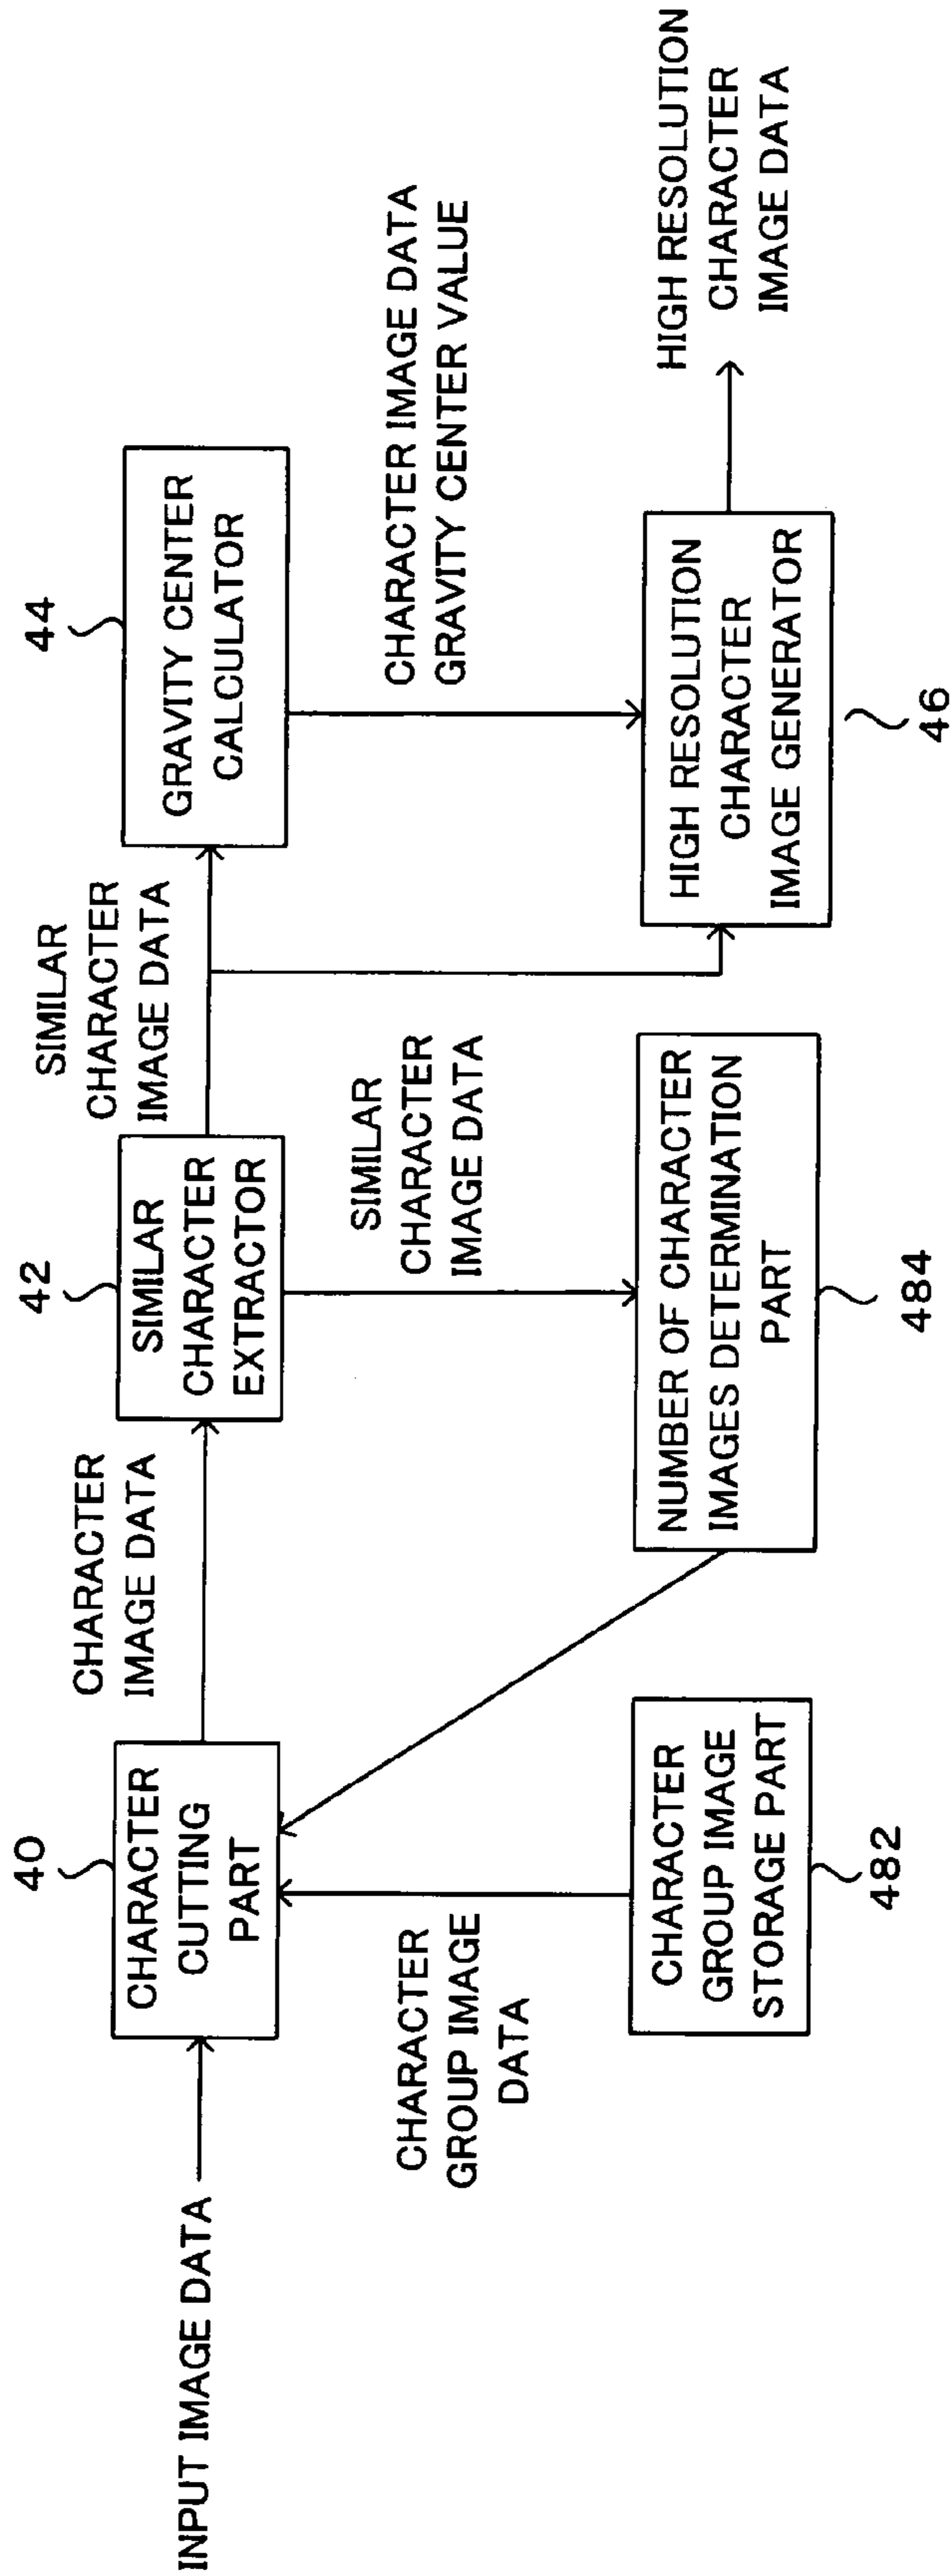 INPUT IMAGE DATA
40
CHARACTER
CUTTING
PART
CHARACTER
IMAGE DATA
42
SIMILAR
CHARACTER
EXTRACTOR
SIMILAR
CHARACTER
IMAGE DATA
44
GRAVITY CENTER
CALCULATOR
CHARACTER
GROUP IMAGE
DATA
SIMILAR
CHARACTER
IMAGE DATA
CHARACTER IMAGE DATA
GRAVITY CENTER VALUE
CHARACTER
GROUP IMAGE
STORAGE PART
482
NUMBER OF CHARACTER
IMAGES DETERMINATION
PART
484
HIGH RESOLUTION
CHARACTER
IMAGE GENERATOR
46
HIGH RESOLUTION
CHARACTER
IMAGE DATA